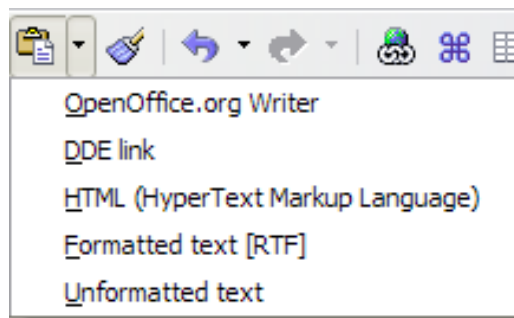 OpenOffice.org Writer
DDE link
HTML (HyperText Markup Language)
Formatted text [RTF]
Unformatted text